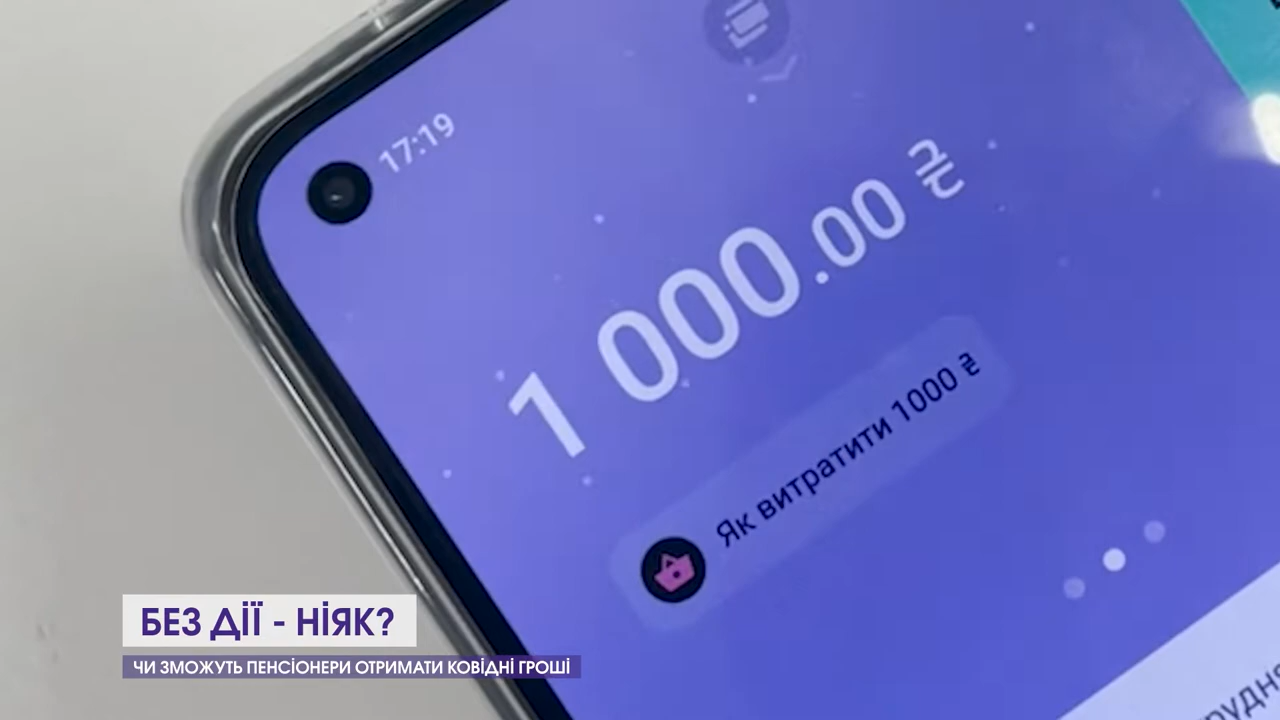 17:19
1 000.00 ₴
Як витратити 1000 ₴
БЕЗ ДІЇ - НІЯК?
ЧИ ЗМОЖУТЬ ПЕНСІОНЕРИ ОТРИМАТИ КОВІДНІ ГРОШІ